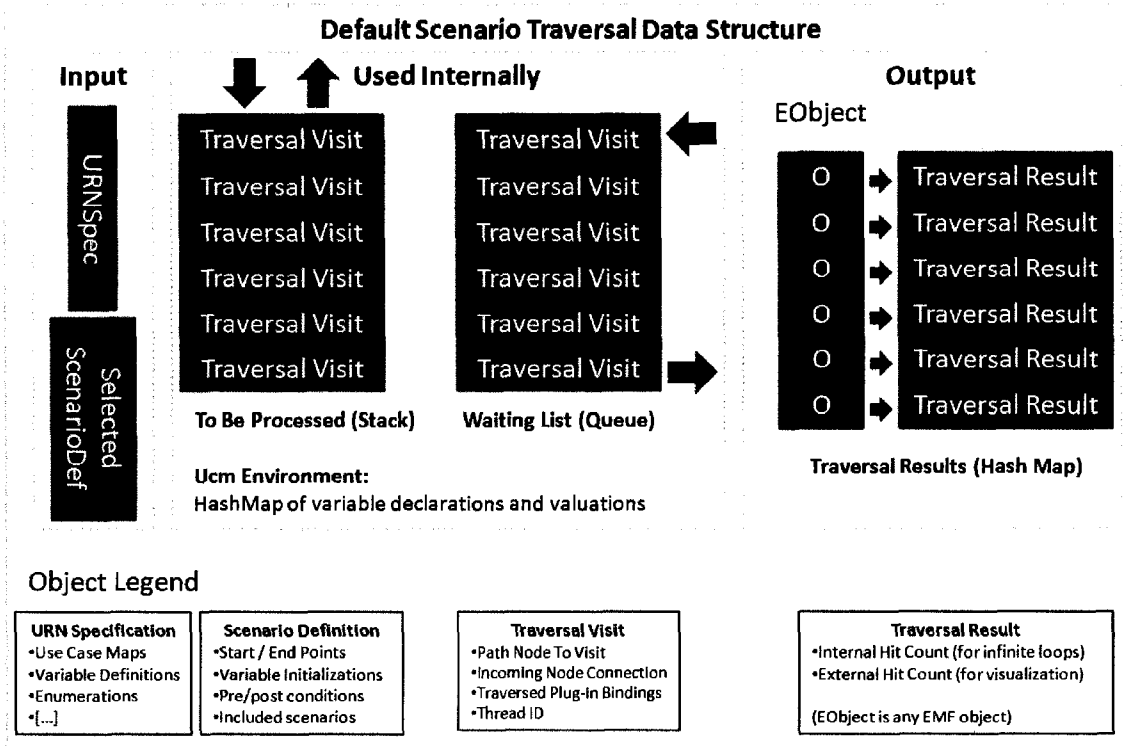 Default Scenario Traversal Data Structure
Input
Used Internally
Output
URNSpec
Selected
ScenarioDef
Traversal Visit
Traversal Visit
Traversal Visit
Traversal Visit
Traversal Visit
Traversal Visit
To Be Processed (Stack)
Traversal Visit
Traversal Visit
Traversal Visit
Traversal Visit
Traversal Visit
Traversal Visit
Waiting List (Queue)
Ucm Environment:
HashMap of variable declarations and valuations
EObject
O Traversal Result
O Traversal Result
O Traversal Result
O Traversal Result
O Traversal Result
O Traversal Result
Traversal Results (Hash Map)
Object Legend
URN Specification
•Use Case Maps
•Variable Definitions
•Enumerations
•[...]
Scenario Definition
•Start / End Points
•Variable Initializations
•Pre/post conditions
•Included scenarios
Traversal Visit
•Path Node To Visit
•Incoming Node Connection
•Traversed Plug-In Bindings
•Thread ID
Traversal Result
•Internal Hit Count (for infinite loops)
•External Hit Count (for visualization)
(EObject is any EMF object)